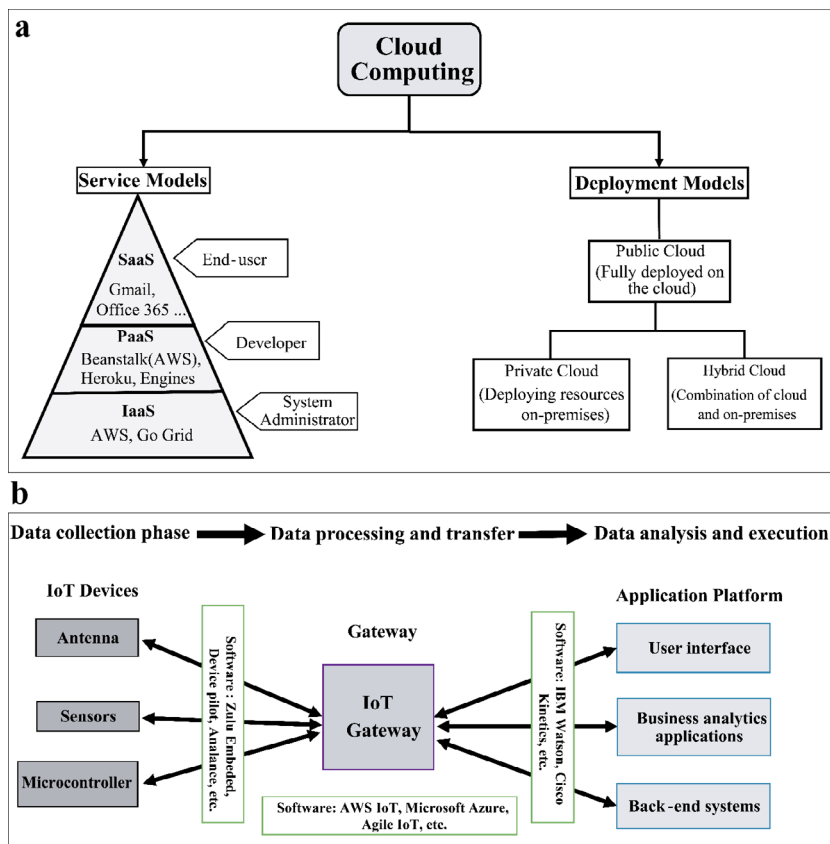 a
Cloud
Computing
Service Models
Deployment Models
SaaS
Gmail,
Office 365 ...
End-user
PaaS
Beanstalk(AWS),
Heroku, Engines
Developer
IaaS
AWS, Go Grid
System
Administrator
Public Cloud
(Fully deployed on
the cloud)
Private Cloud
(Deploying resources
on-premises)
Hybrid Cloud
(Combination of cloud
and on-premises
b
Data collection phase
Data processing and transfer
Data analysis and execution
IoT Devices
Antenna
Sensors
Microcontroller
Software : Zulu Embeded,
Device pilot, Aualance, etc.
Gateway
IoT
Gateway
Software: AWS IoT, Microsoft Azure,
Agile IoT, etc.
Software: IBM Watson, Cisco
Kinetics, etc.
Application Platform
User interface
Business analytics
applications
Back-end systems